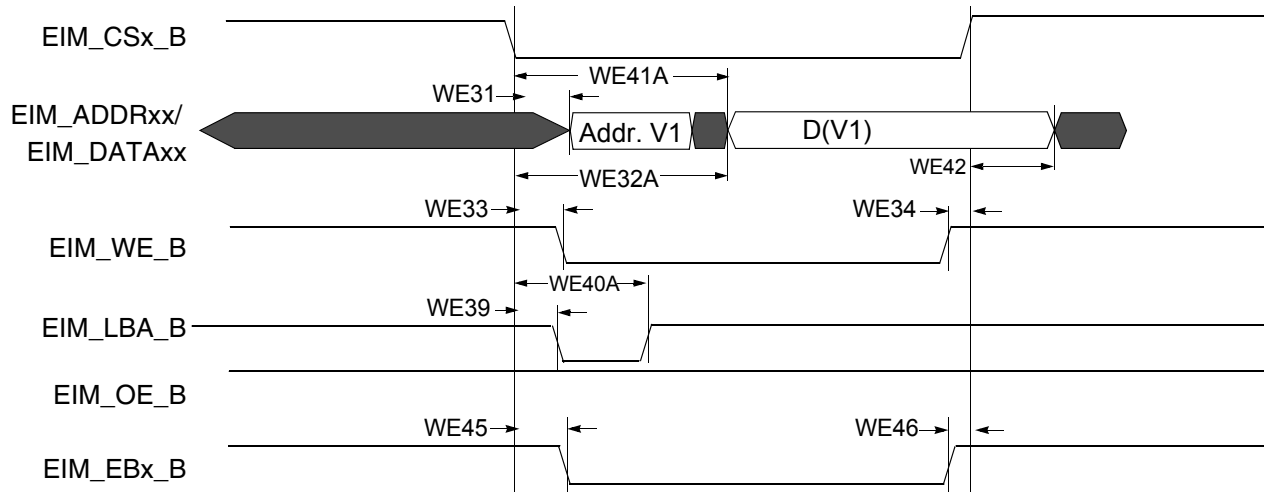 EIM_CSx_B
WE41A
WE31
EIM_ADDRxx/
EIM_DATAxx
Addr. V1
D(V1)
WE32A
WE42
WE33
WE34
EIM_WE_B
WE40A
WE39
EIM_LBA_B
EIM_OE_B
WE45
WE46
EIM_EBx_B